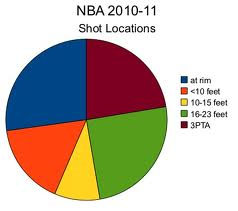 NBA 2010-11
Shot Locations
at rim
<10 feet
10-15 feet
16-23 feet
3PTA